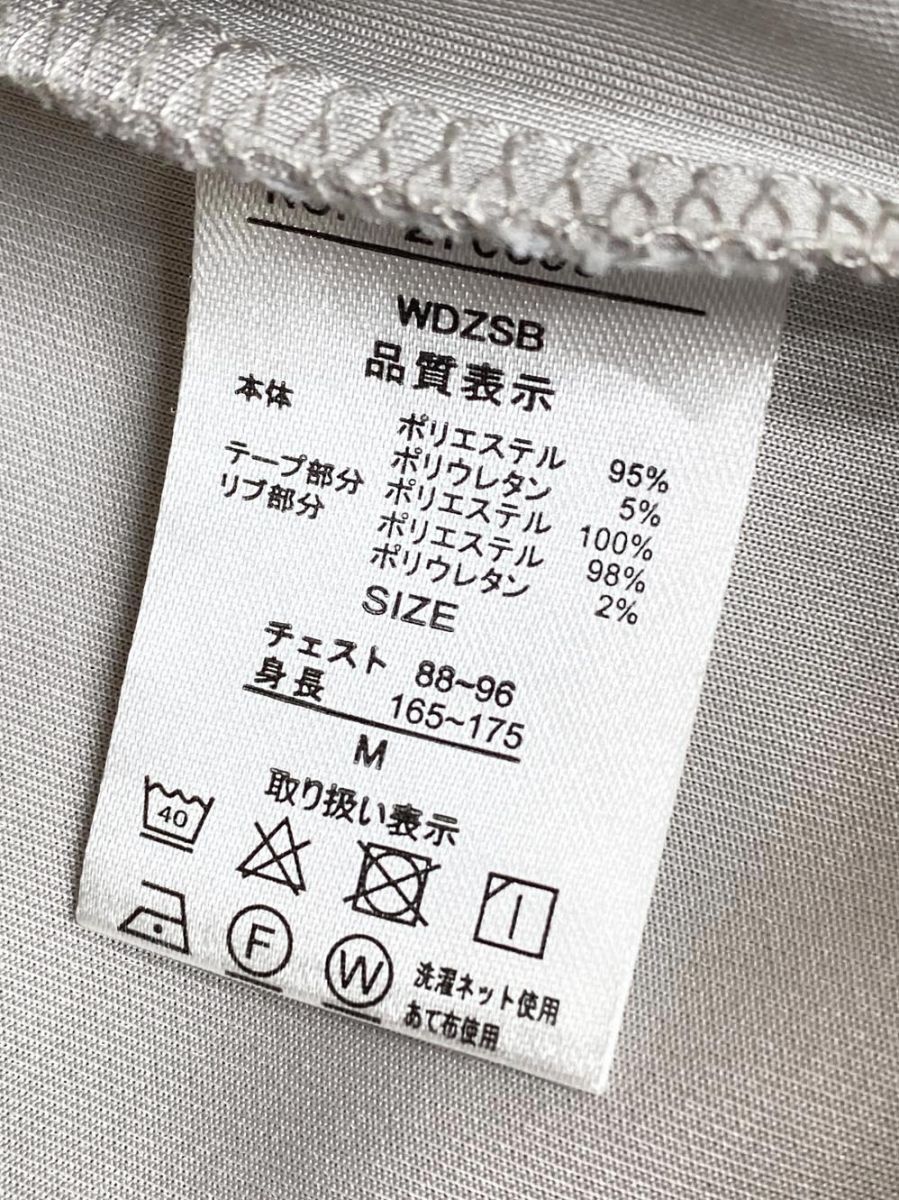 WDZSB
品質表示
本体 ポリエステル 95%
ポリウレタン 5%
テープ部分 ポリエステル 100%
リブ部分 ポリエステル 98%
ポリウレタン 2%
SIZE
チェスト 88~96
身長 165~175
M
取り扱い表示
40
F
W
洗濯ネット使用
あて布使用